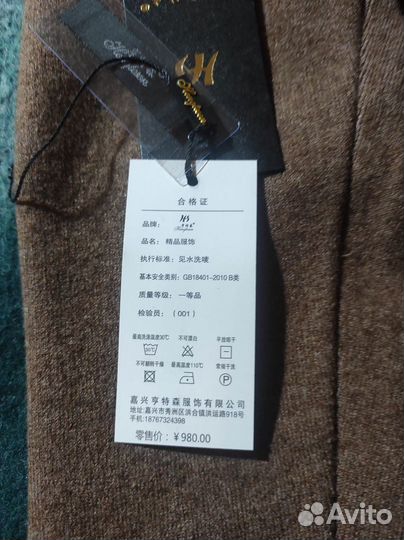 合格证
品牌：
品名：精品服饰
执行标准：见水洗唛
基本安全类别：GB18401-2010 B类
质量等级：一等品
检验员：（001）
最高洗涤温度30℃ 不可漂白 平放晾干
不可翻转干燥 最高温度110℃ 常规干洗
嘉兴亨特森服饰有限公司
地址:嘉兴市秀洲区洪合镇洪运路918号
手机:18767324398
零售价：￥980.00
Avito